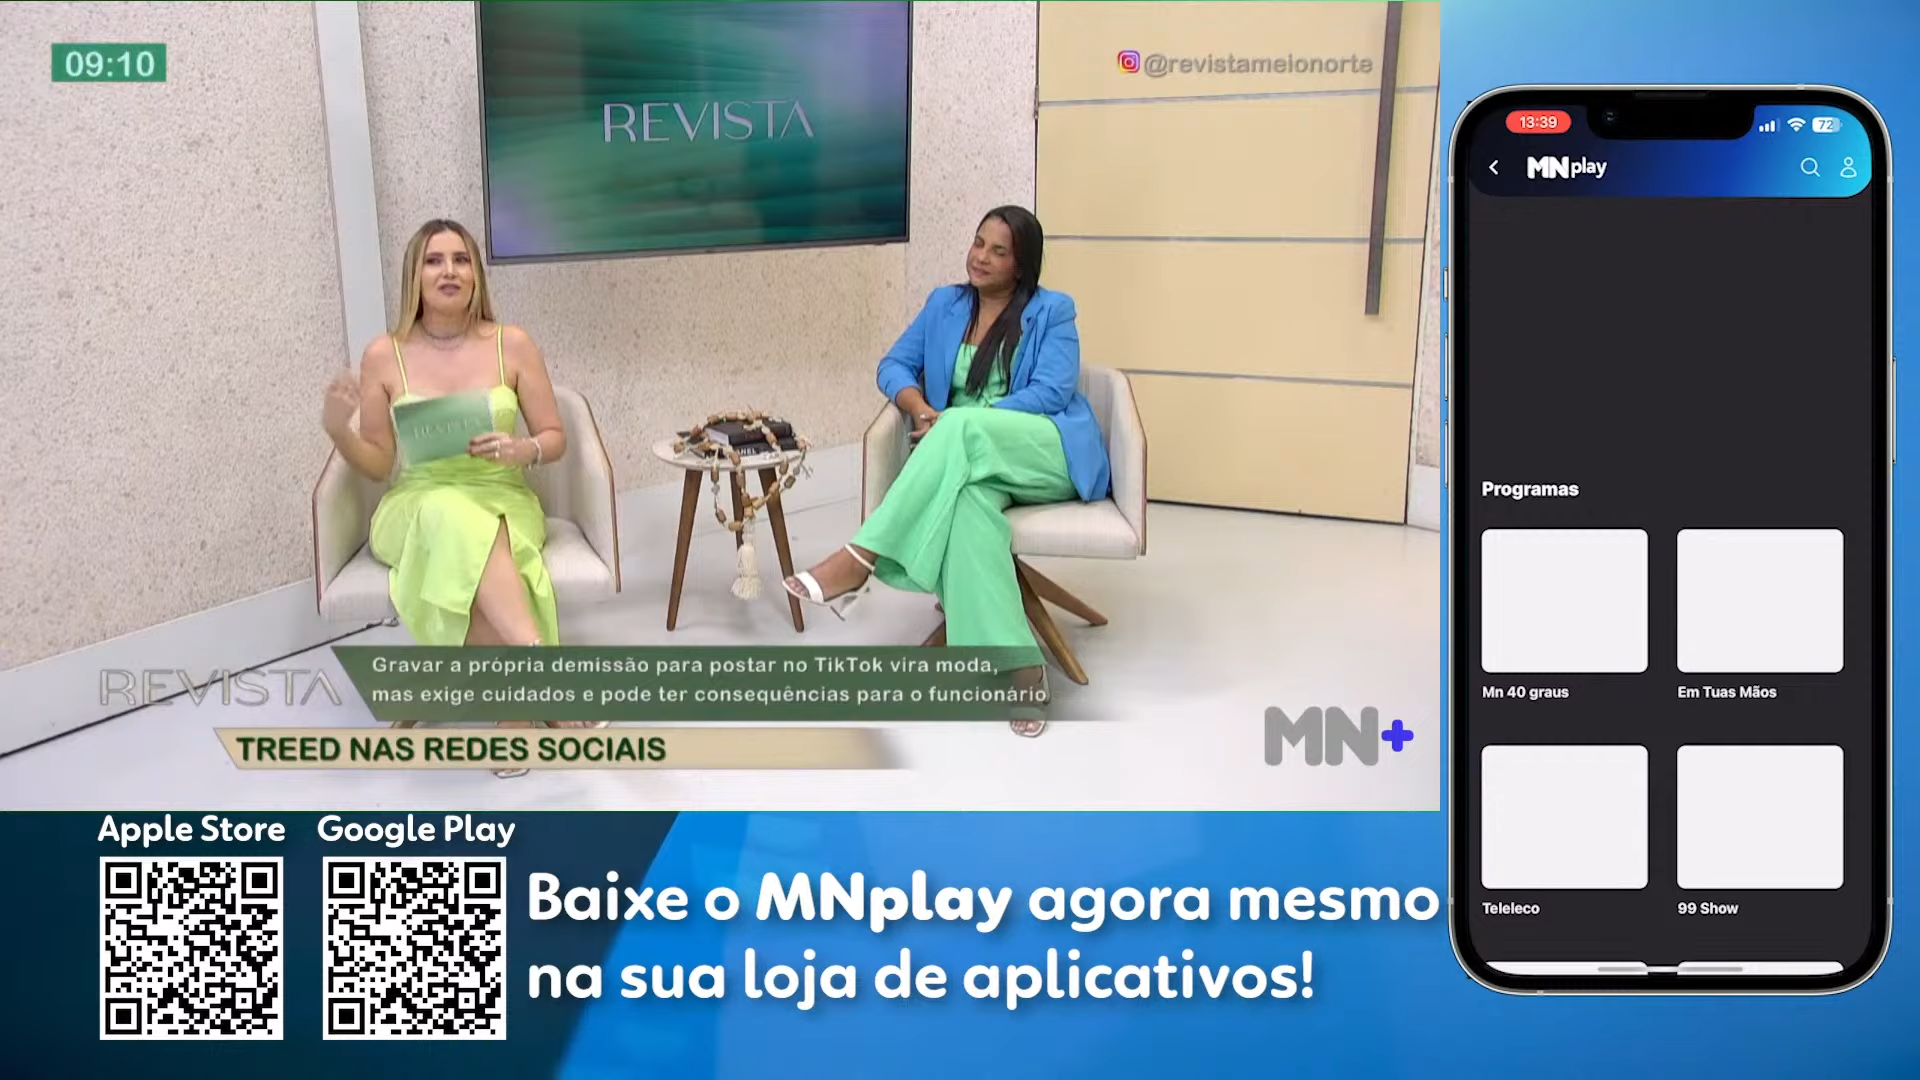 09:10
REVISTA
@revistameionorte
REVISTA
Gravar a própria demissão para postar no TikTok vira moda,
mas exige cuidados e pode ter consequências para o funcionário
REVISTA
TREED NAS REDES SOCIAIS
MN+
Apple Store
Google Play
Baixe o MNplay agora mesmo
na sua loja de aplicativos!
13:39
72
MNplay
Programas
Mn 40 graus
Em Tuas Mãos
Teleleco
99 Show